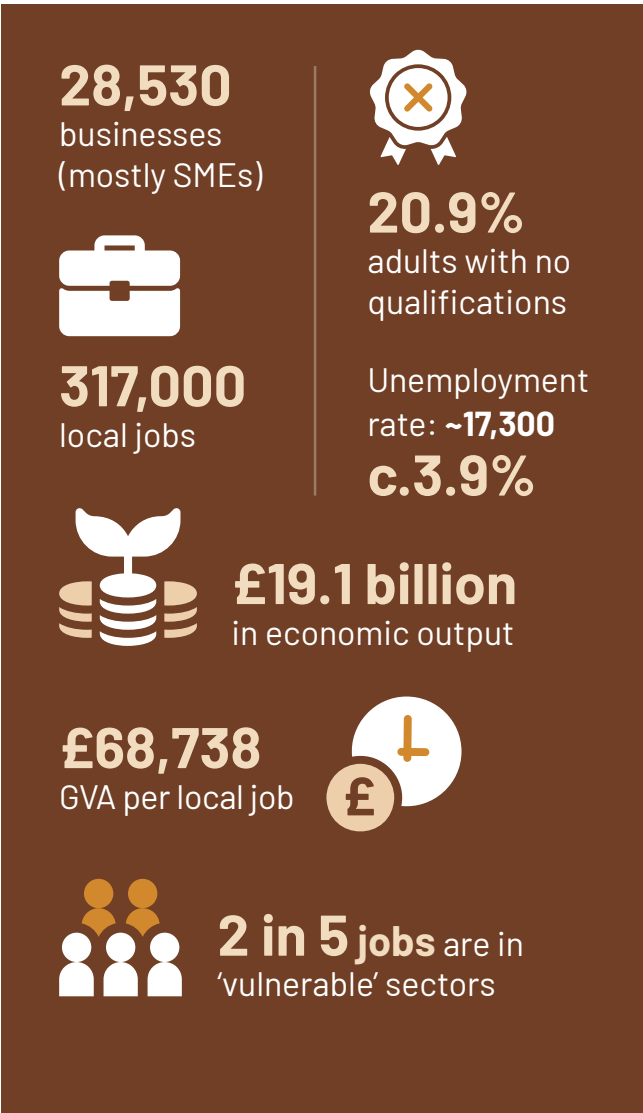 28,530
businesses
(mostly SMEs)
317,000
local jobs
20.9%
adults with no
qualifications
Unemployment
rate: ~17,300
c.3.9%
£19.1 billion
in economic output
£68,738
GVA per local job
£
2 in 5 jobs are in
‘vulnerable’ sectors